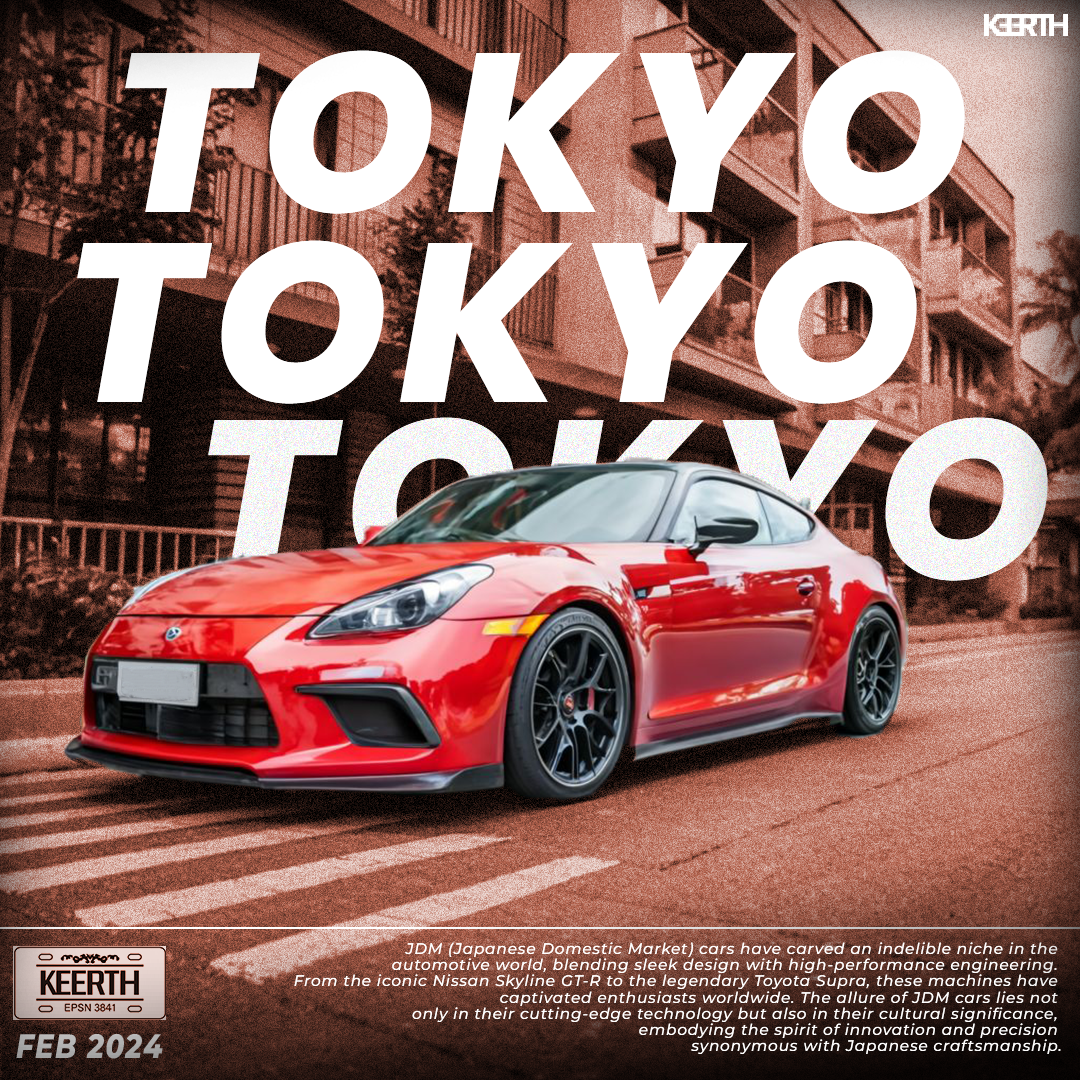 KEERTH
TOKYO
TOKYO
TOKYO
KEERTH
EPSN 3841
FEB 2024
JDM (Japanese Domestic Market) cars have carved an indelible niche in the
automotive world, blending sleek design with high-performance engineering.
From the iconic Nissan Skyline GT-R to the legendary Toyota Supra, these machines have
captivated enthusiasts worldwide. The allure of JDM cars lies not
only in their cutting-edge technology but also in their cultural significance,
embodying the spirit of innovation and precision
synonymous with Japanese craftsmanship.